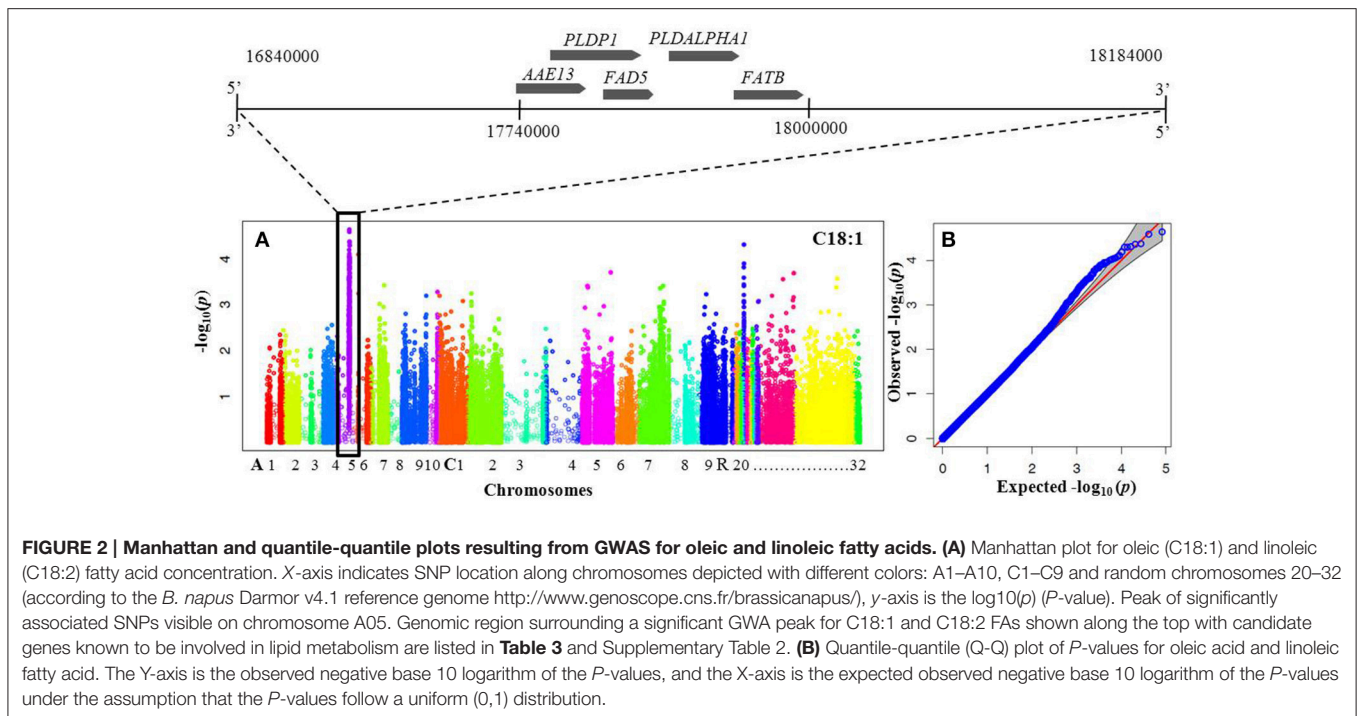 PLDP1 PLDALPHA1
16840000 18184000
AAE13 FAD5 FATB
5’ 3’
3’ 5’
17740000 18000000
A C18:1
-log10(p)
4
3
2
1
A 1 2 3 4 5 6 7 8 9 10 C1 2 3 4 5 6 7 8 9 R 20 ..................... 32
Chromosomes
B
Observed -log10(p)
4
3
2
1
0
0 1 2 3 4 5
Expected -log10(p)
FIGURE 2 | Manhattan and quantile-quantile plots resulting from GWAS for oleic and linoleic fatty acids. (A) Manhattan plot for oleic (C18:1) and linoleic
(C18:2) fatty acid concentration. X-axis indicates SNP location along chromosomes depicted with different colors: A1–A10, C1–C9 and random chromosomes 20–32
(according to the B. napus Darmor v4.1 reference genome http://www.genoscope.cns.fr/brassicanapus/), y-axis is the log10(p) (P-value). Peak of significantly
associated SNPs visible on chromosome A05. Genomic region surrounding a significant GWA peak for C18:1 and C18:2 FAs shown along the top with candidate
genes known to be involved in lipid metabolism are listed in Table 3 and Supplementary Table 2. (B) Quantile-quantile (Q-Q) plot of P-values for oleic acid and linoleic
fatty acid. The Y-axis is the observed negative base 10 logarithm of the P-values, and the X-axis is the expected observed negative base 10 logarithm of the P-values
under the assumption that the P-values follow a uniform (0,1) distribution.